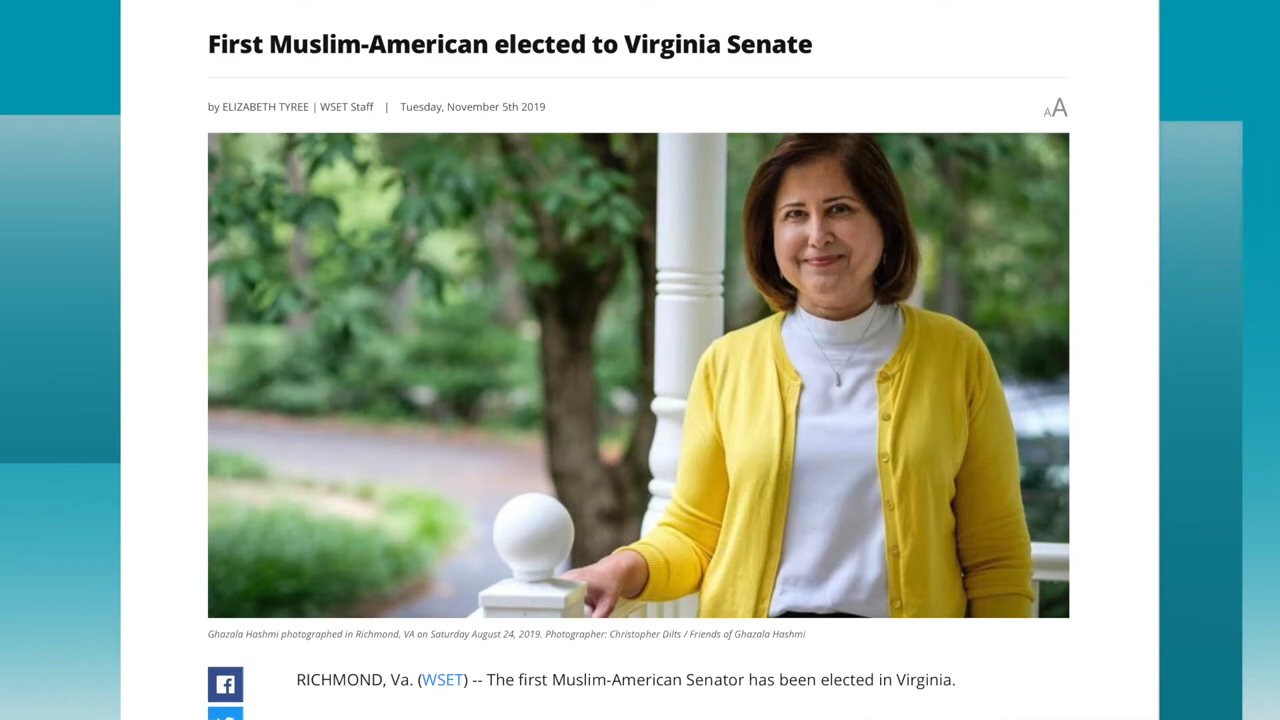 First Muslim-American elected to Virginia Senate
by ELIZABETH TYREE | WSET Staff | Tuesday, November 5th 2019
AA
Ghazala Hashmi photographed in Richmond, VA on Saturday August 24, 2019. Photographer: Christopher Dilts / Friends of Ghazala Hashmi
RICHMOND, Va. (WSET) -- The first Muslim-American Senator has been elected in Virginia.